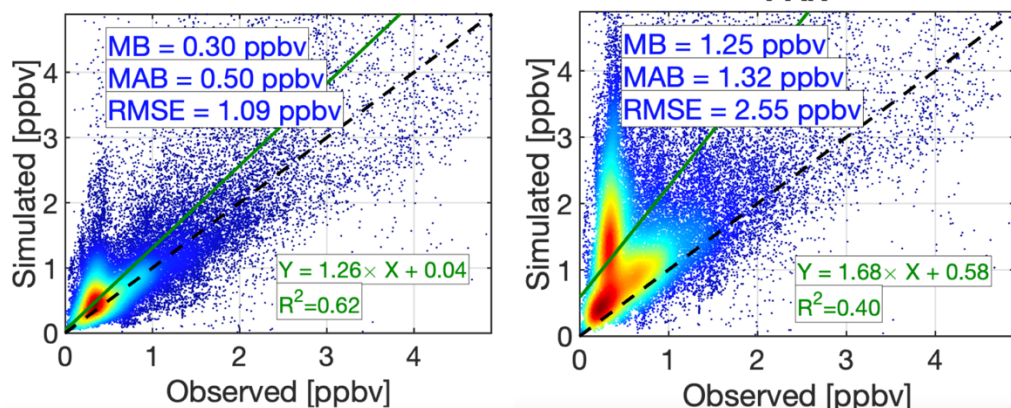 MB = 0.30 ppbv
MAB = 0.50 ppbv
RMSE = 1.09 ppbv
Y = 1.26× X + 0.04
R²=0.62
Simulated [ppbv]
4
3
2
1
0
0 1 2 3 4
Observed [ppbv]
MB = 1.25 ppbv
MAB = 1.32 ppbv
RMSE = 2.55 ppbv
Y = 1.68× X + 0.58
R²=0.40
Simulated [ppbv]
4
3
2
1
0
0 1 2 3 4
Observed [ppbv]